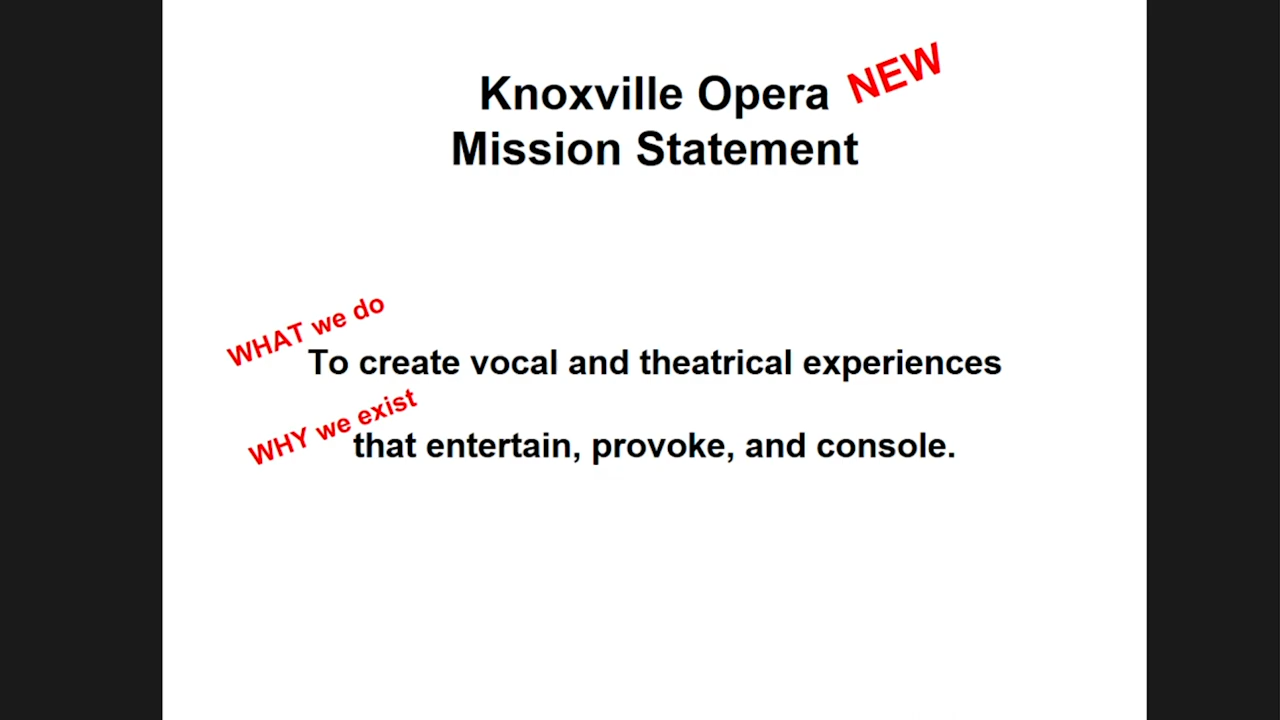 Knoxville Opera NEW
Mission Statement
WHAT we do
To create vocal and theatrical experiences
WHY we exist
that entertain, provoke, and console.